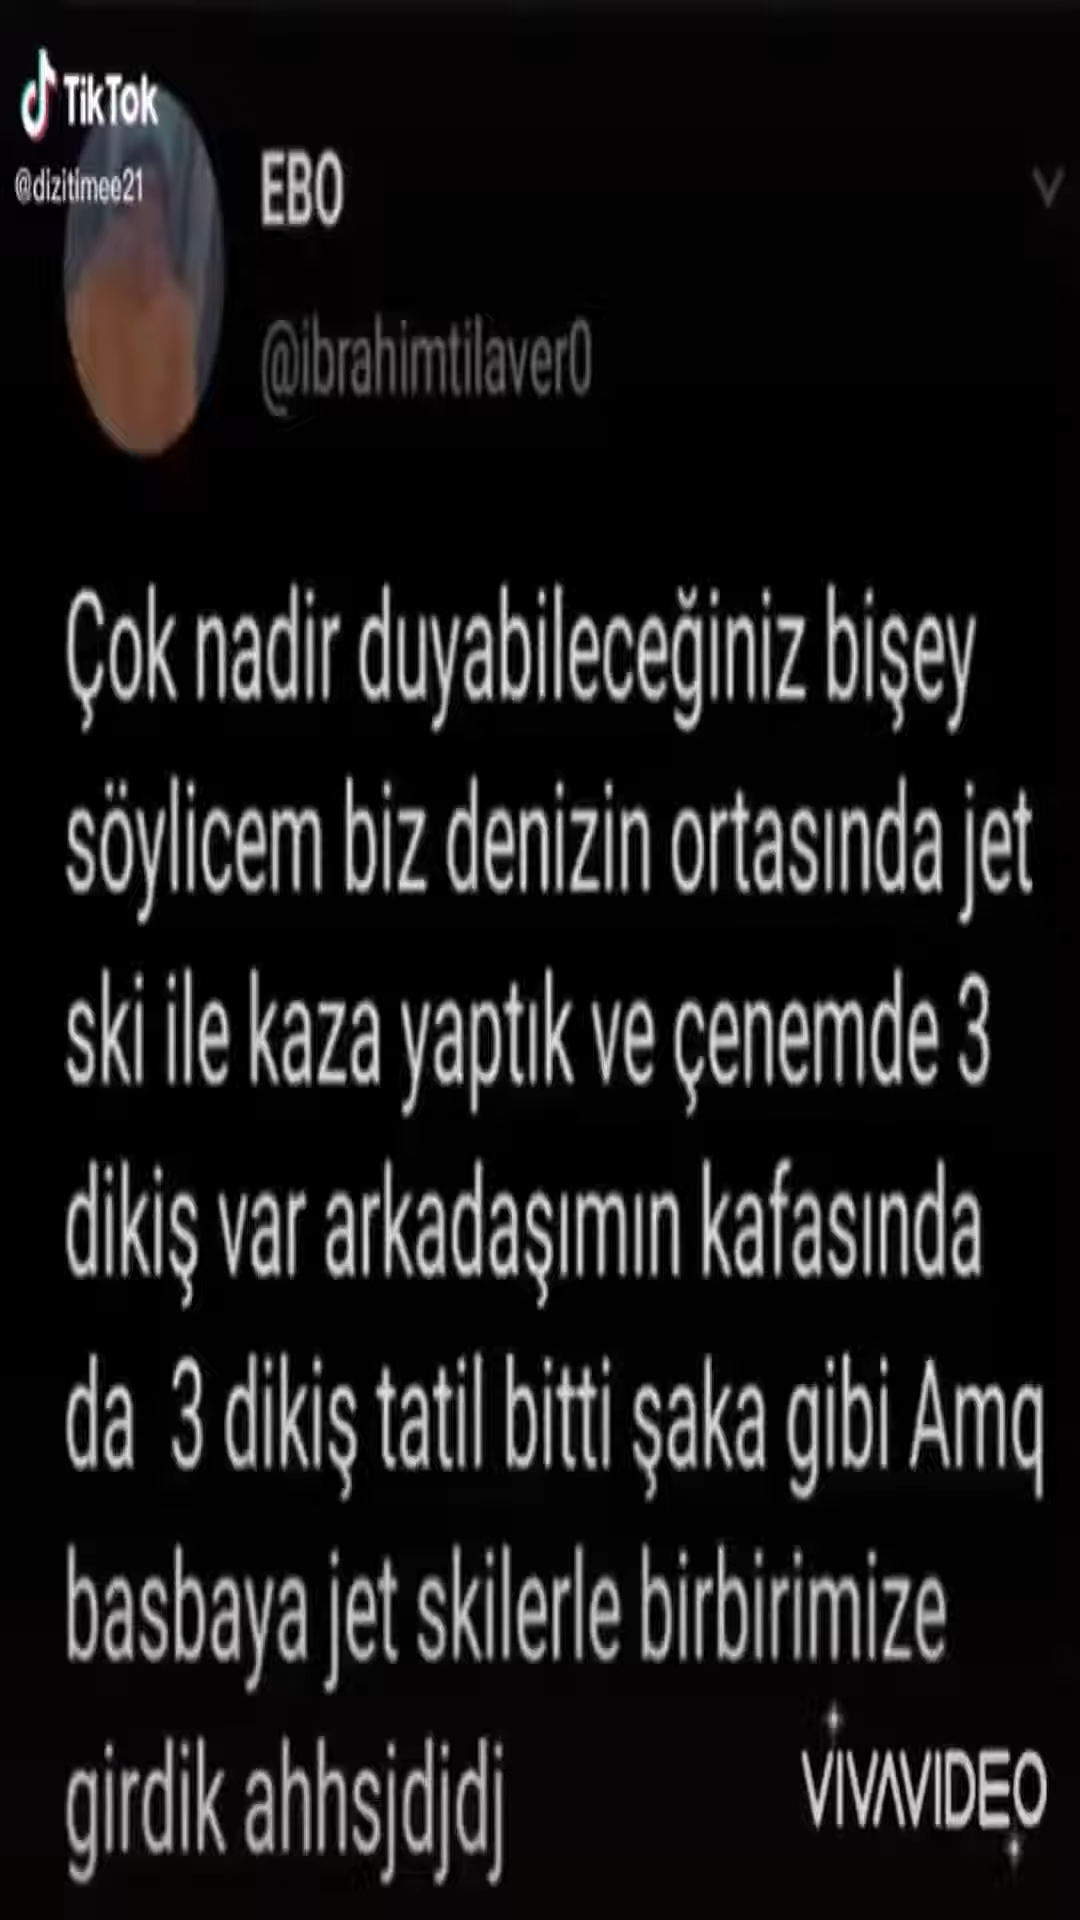 TikTok
@dizitimee21
EBO
@ibrahimtilaver0
Çok nadir duyabileceğiniz bişey
söylicem biz denizin ortasında jet
ski ile kaza yaptık ve çenemde 3
dikiş var arkadaşımın kafasında
da  3 dikiş tatil bitti şaka gibi Amq
basbaya jet skilerle birbirimize
girdik ahhsjdjdj
VIVAVIDEO